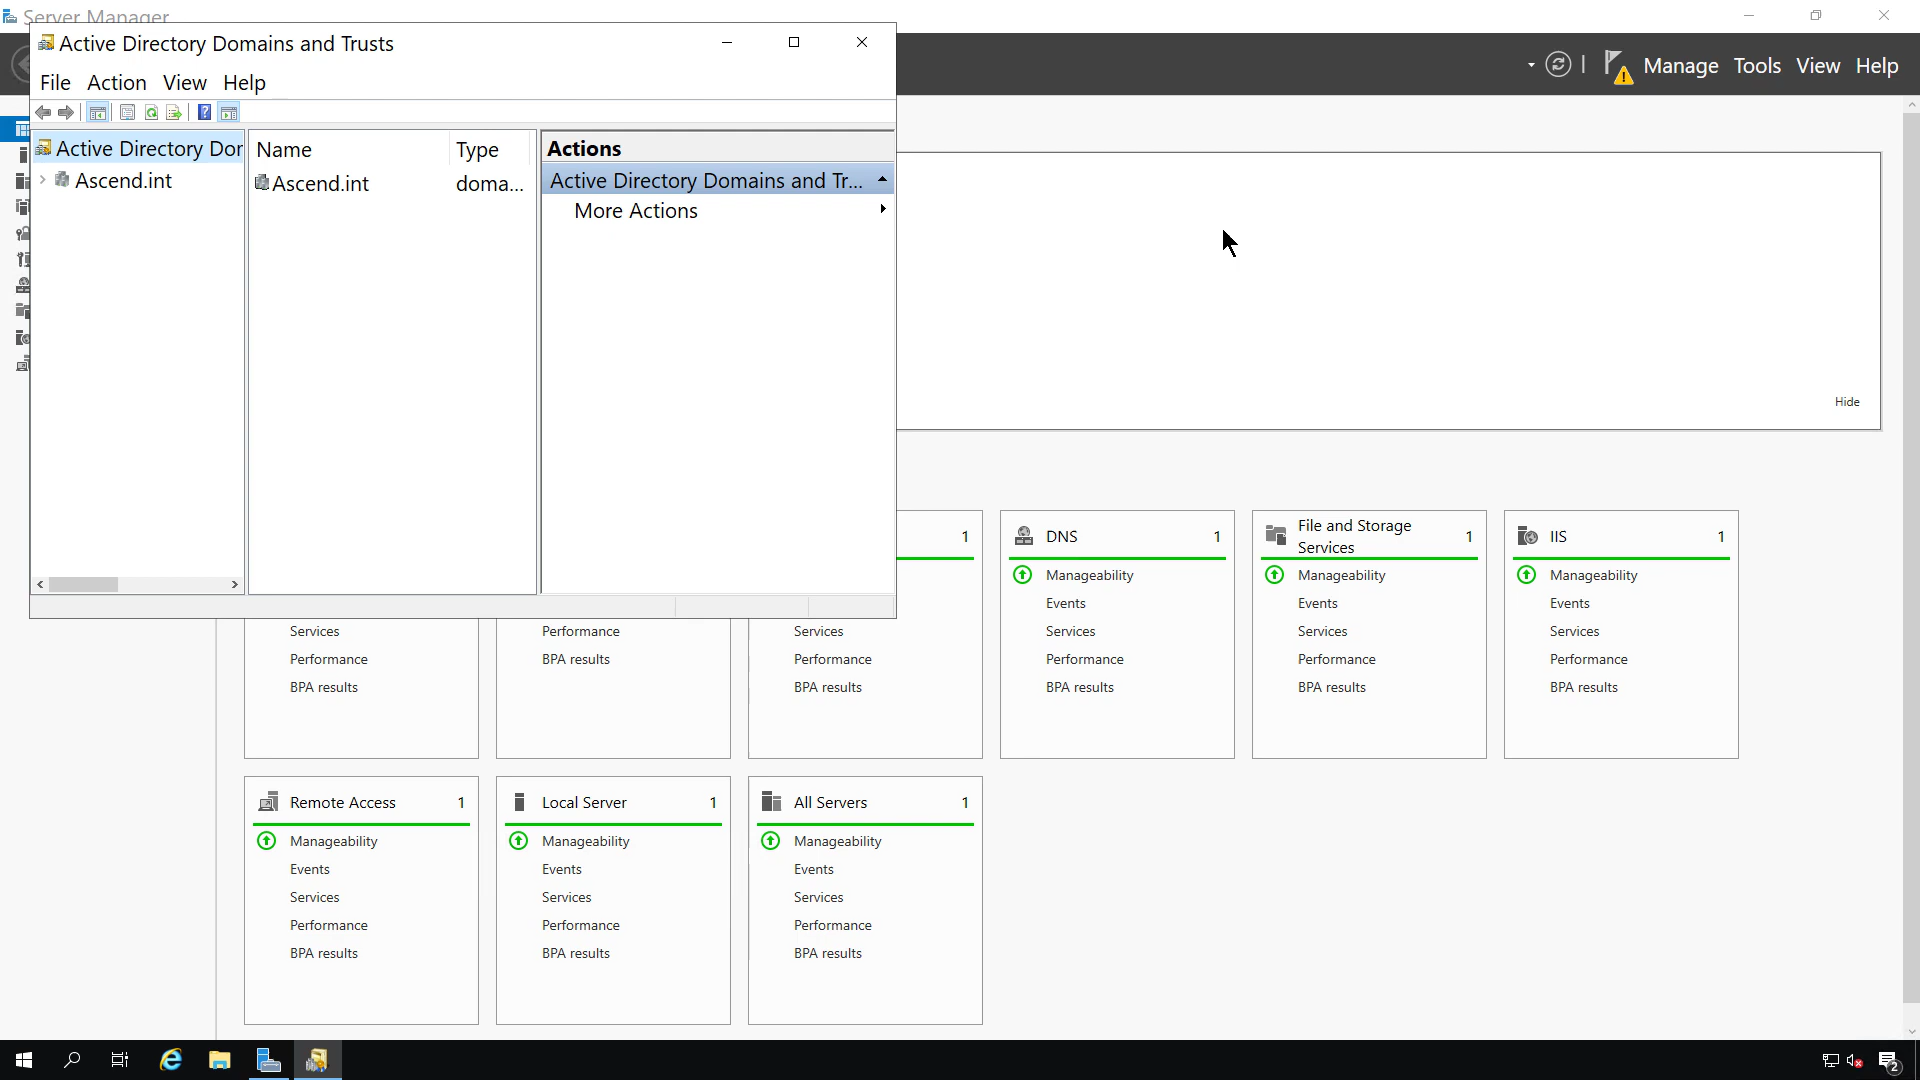 Server Manager
Active Directory Domains and Trusts
File Action View Help
Manage Tools View Help
Active Directory Dor
Ascend.int
Name Type
Ascend.int doma...
Actions
Active Directory Domains and Tr...
More Actions
Hide
1
DNS 1
Manageability
Events
Services
Performance
BPA results
File and Storage
Services 1
Manageability
Events
Services
Performance
BPA results
IIS 1
Manageability
Events
Services
Performance
BPA results
Services
Performance
BPA results
Performance
BPA results
Services
Performance
BPA results
Remote Access 1
Manageability
Events
Services
Performance
BPA results
Local Server 1
Manageability
Events
Services
Performance
BPA results
All Servers 1
Manageability
Events
Services
Performance
BPA results
2